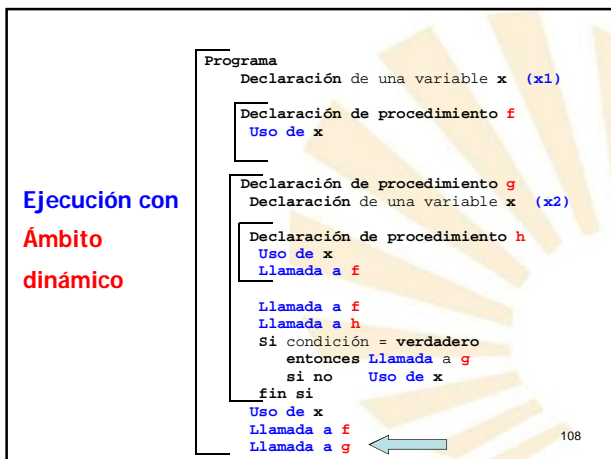 Programa
Declaración de una variable x (x1)
Declaración de procedimiento f
Uso de x
Declaración de procedimiento g
Declaración de una variable x (x2)
Declaración de procedimiento h
Uso de x
Llamada a f
Llamada a f
Llamada a h
Si condición = verdadero
entonces Llamada a g
si no Uso de x
fin si
Uso de x
Llamada a f
Llamada a g
Ejecución con
Ámbito
dinámico
108